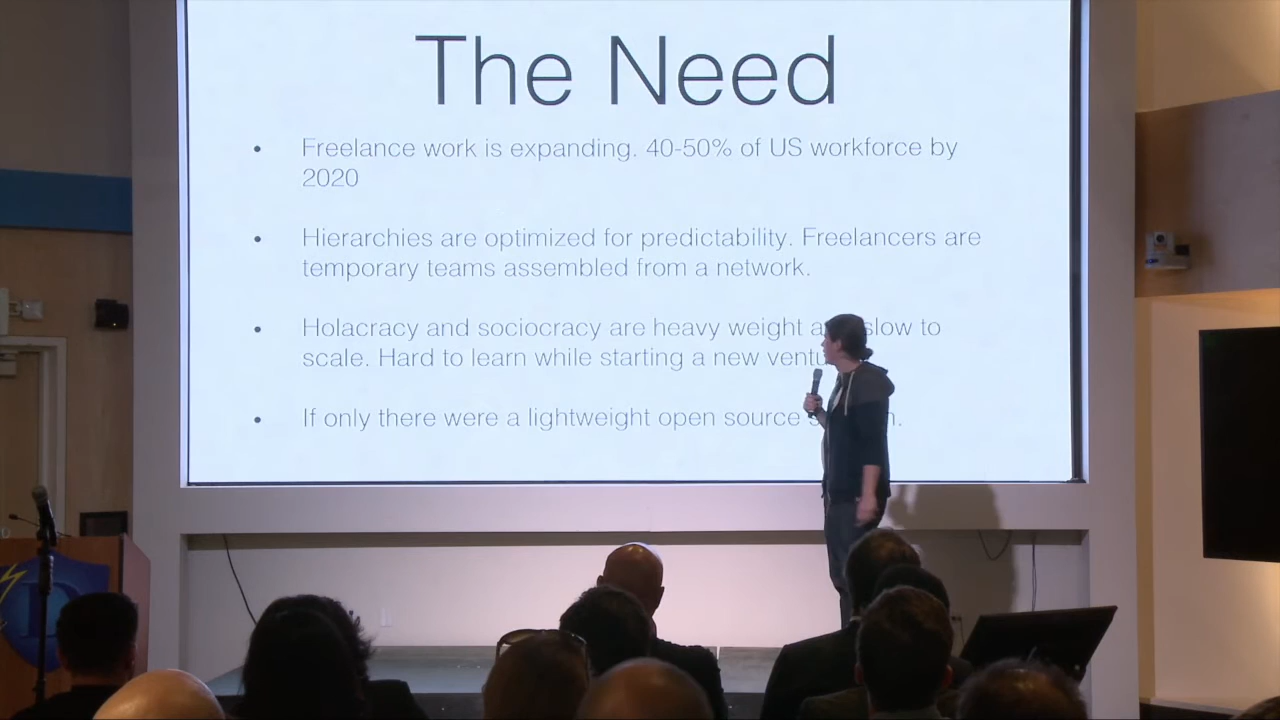 The Need
• Freelance work is expanding. 40-50% of US workforce by
2020
• Hierarchies are optimized for predictability. Freelancers are
temporary teams assembled from a network.
• Holacracy and sociocracy are heavy weight slow to
scale. Hard to learn while starting a new
• If only there were a lightweight open source